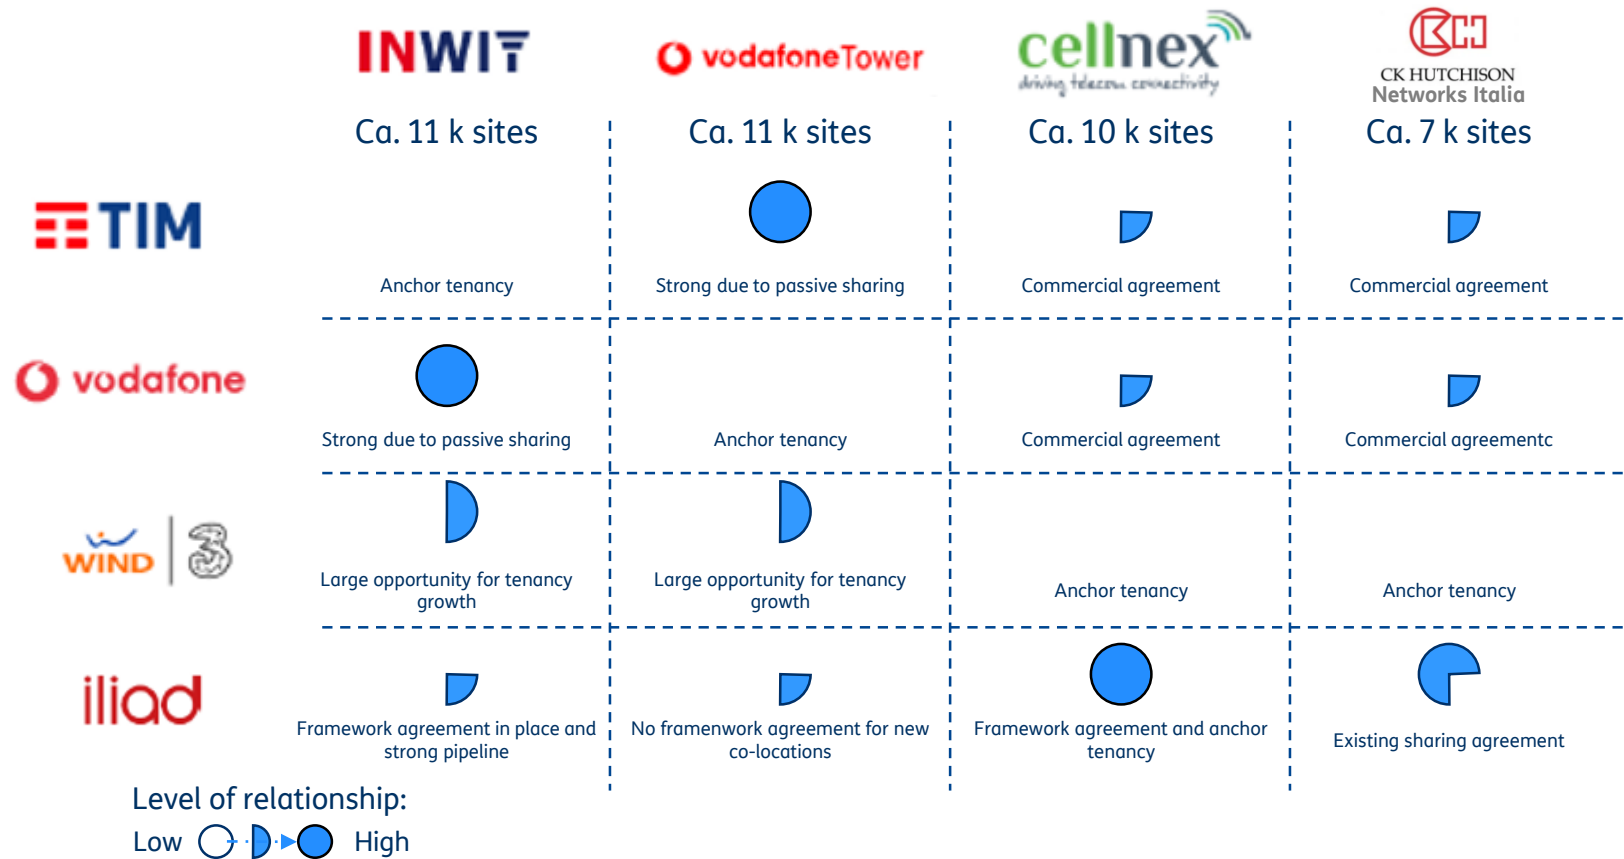 INWIT
vodafone Tower
cellnex
driving telecom connectivity
CK HUTCHISON
Networks Italia
Ca. 11 k sites
Ca. 11 k sites
Ca. 10 k sites
Ca. 7 k sites
TIM
Anchor tenancy
Strong due to passive sharing
Commercial agreement
Commercial agreement
vodafone
Strong due to passive sharing
Anchor tenancy
Commercial agreement
Commercial agreementc
WIND 3
Large opportunity for tenancy
growth
Large opportunity for tenancy
growth
Anchor tenancy
Anchor tenancy
iliad
Framework agreement in place and
strong pipeline
No framenwork agreement for new
co-locations
Framework agreement and anchor
tenancy
Existing sharing agreement
Level of relationship:
Low High